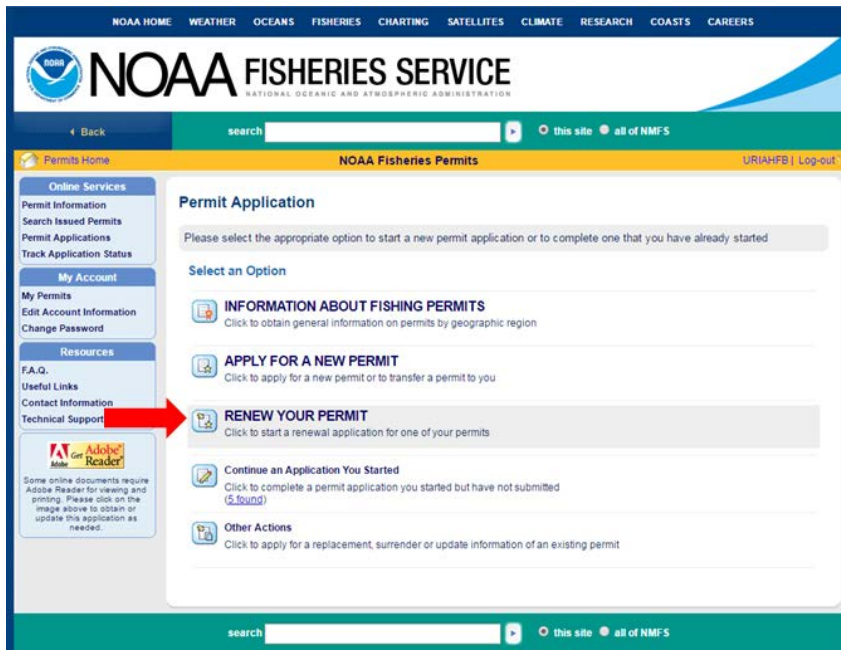 NOAA HOME WEATHER OCEANS FISHERIES CHARTING SATELLITES CLIMATE RESEARCH COASTS CAREERS
NOAA
NOAA FISHERIES SERVICE
NATIONAL OCEANIC AND ATMOSPHERIC ADMINISTRATION
Back
search
this site all of NMFS
Permits Home
NOAA Fisheries Permits
URIAHFB | Log-out
Online Services
Permit Information
Search Issued Permits
Permit Applications
Track Application Status
My Account
My Permits
Edit Account Information
Change Password
Resources
F.A.Q.
Useful Links
Contact Information
Technical Support
Adobe
Get Adobe
Reader
Some online documents require
Adobe Reader for viewing and
printing. Please click on the
image above to obtain or
update this application as
needed.
Permit Application
Please select the appropriate option to start a new permit application or to complete one that you have already started
Select an Option
INFORMATION ABOUT FISHING PERMITS
Click to obtain general information on permits by geographic region
APPLY FOR A NEW PERMIT
Click to apply for a new permit or to transfer a permit to you
RENEW YOUR PERMIT
Click to start a renewal application for one of your permits
Continue an Application You Started
Click to complete a permit application you started but have not submitted
(5 found)
Other Actions
Click to apply for a replacement, surrender or update information of an existing permit
search
this site all of NMFS